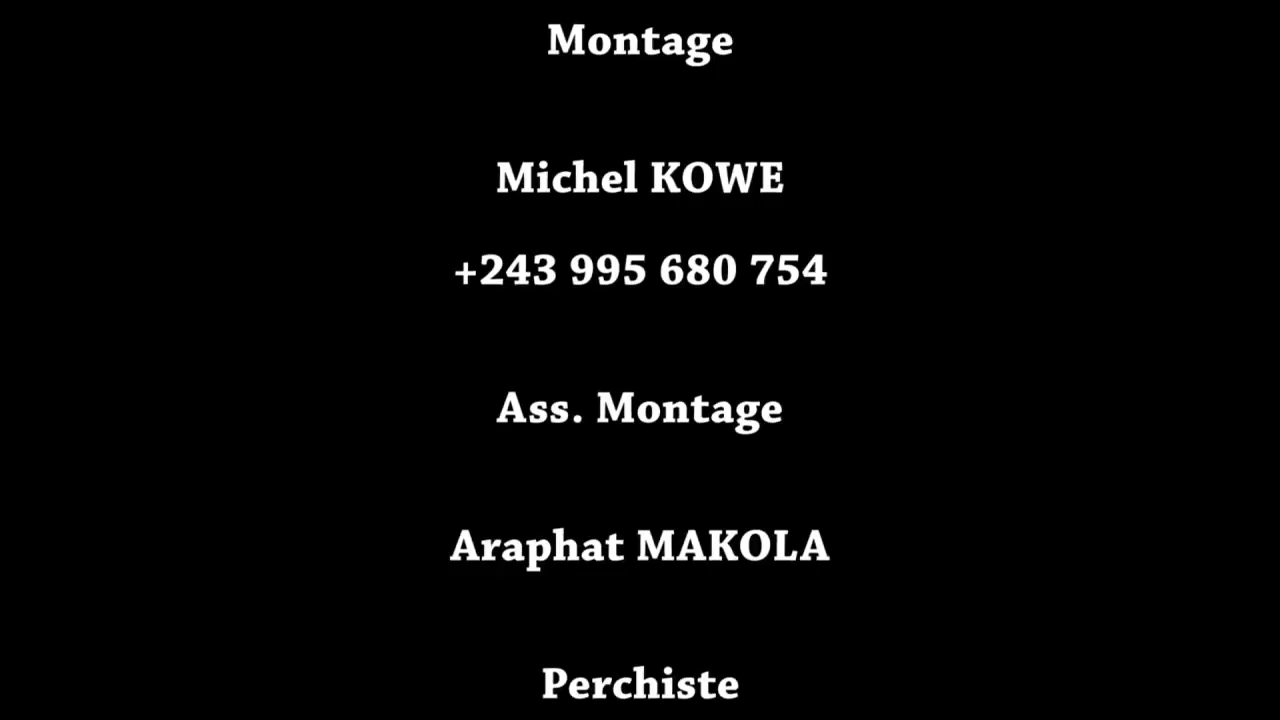 Montage
Michel KOWE
+243 995 680 754
Ass. Montage
Araphat MAKOLA
Perchiste